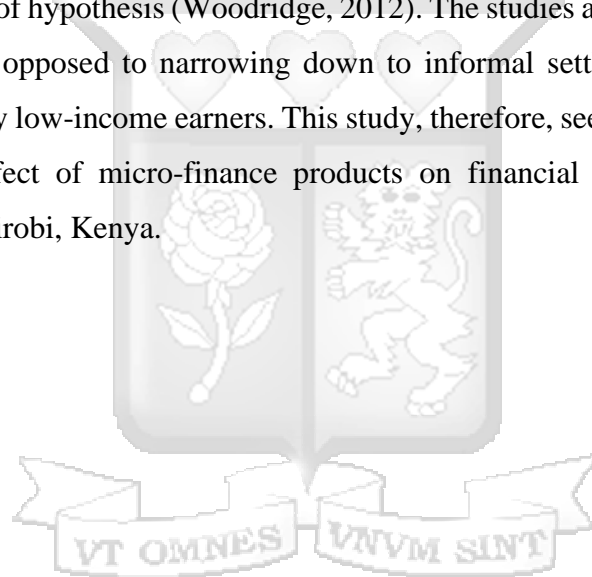 of hypothesis (Woodridge, 2012). The studies a
opposed to narrowing down to informal sett
y low-income earners. This study, therefore, see
fect of micro-finance products on financial
irobi, Kenya.
VT OMNES VNVM SINT